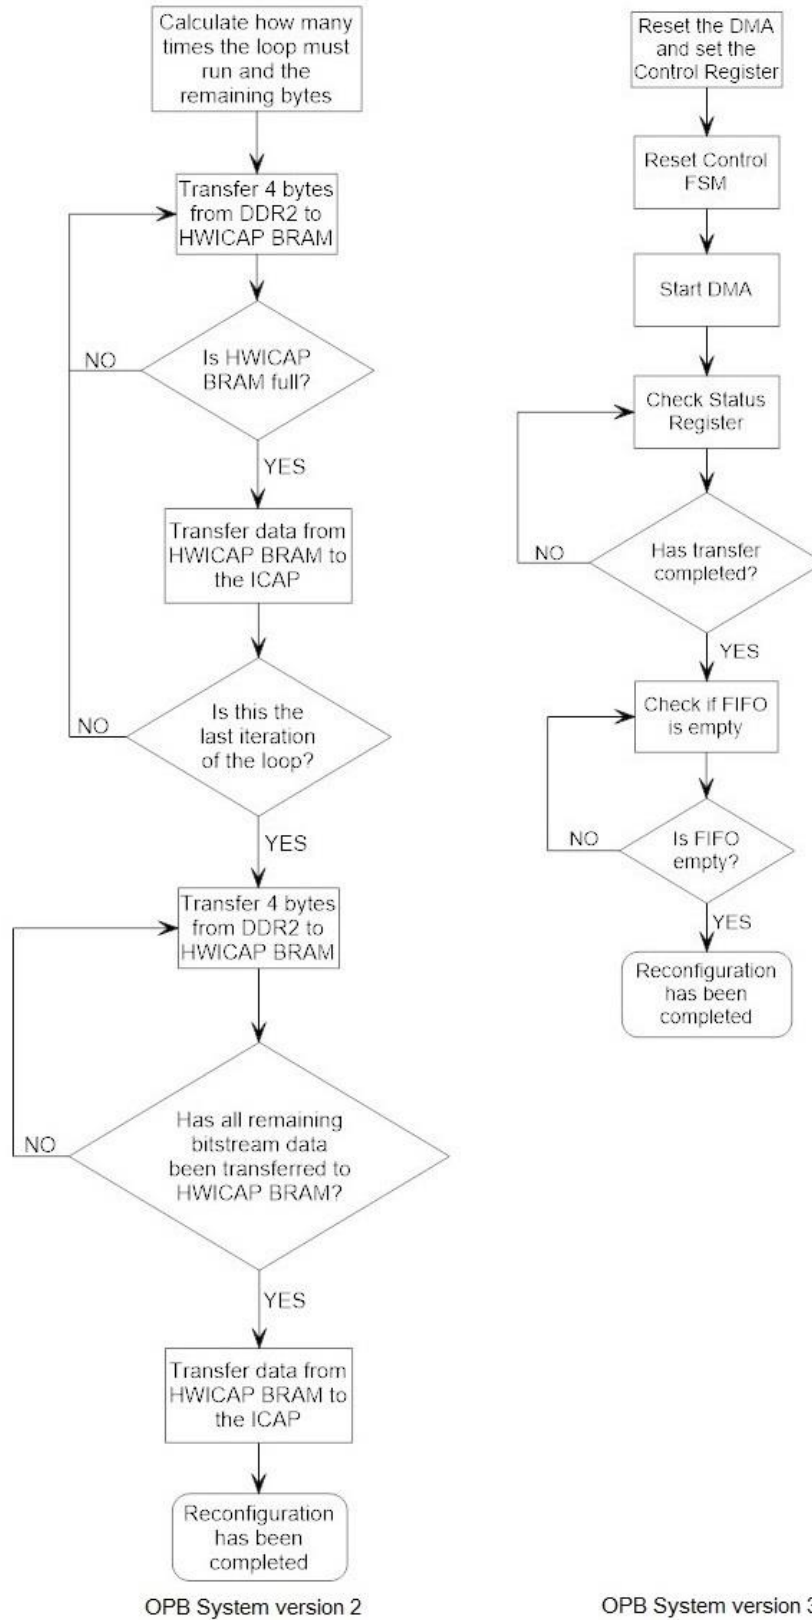 Calculate how many
times the loop must
run and the
remaining bytes
Transfer 4 bytes
from DDR2 to
HWICAP BRAM
NO
Is HWICAP
BRAM full?
YES
Transfer data from
HWICAP BRAM to
the ICAP
NO
Is this the
last iteration
of the loop?
YES
Transfer 4 bytes
from DDR2 to
HWICAP BRAM
NO
Has all remaining
bitstream data
been transferred to
HWICAP BRAM?
YES
Transfer data from
HWICAP BRAM to
the ICAP
Reconfiguration
has been
completed
OPB System version 2
Reset the DMA
and set the
Control Register
Reset Control
FSM
Start DMA
Check Status
Register
NO
Has transfer
completed?
YES
Check if FIFO
is empty
NO
Is FIFO
empty?
YES
Reconfiguration
has been
completed
OPB System version 3